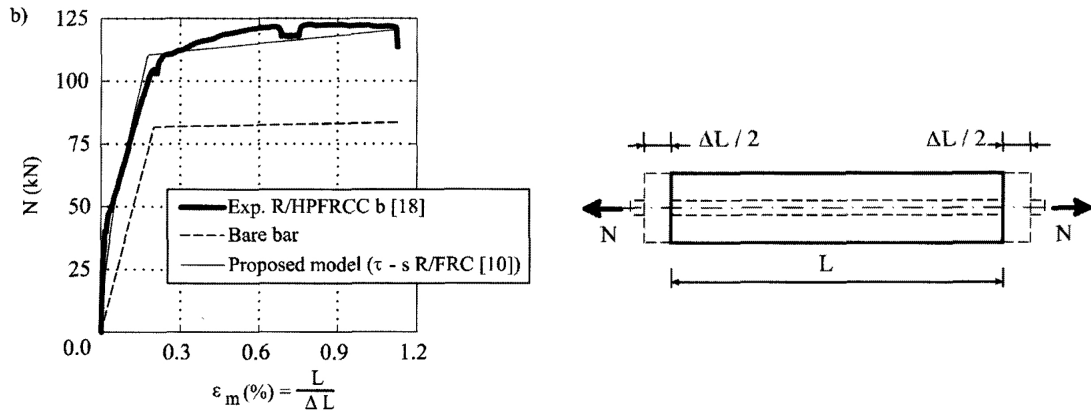 b)
125
100
75
50
25
0.0
0.3
0.6
0.9
1.2
N (kN)
Exp. R/HPFRCC b [18]
Bare bar
Proposed model (τ - s R/FRC [10])
ε m (%) = L / Δ L
ΔL / 2
ΔL / 2
N
N
L